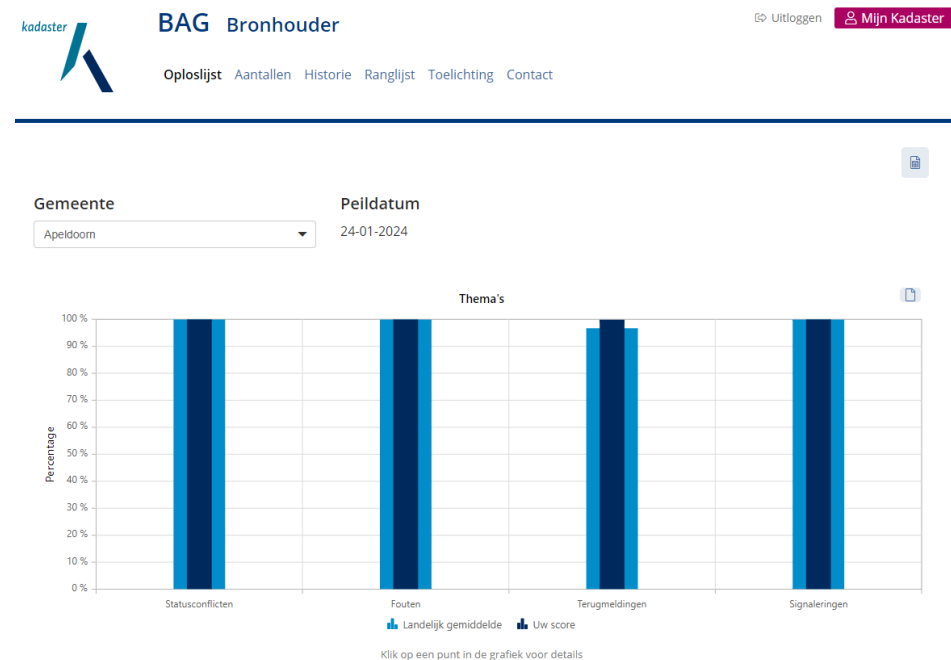 kadaster
BAG Bronhouder
Uitloggen
Mijn Kadaster
Oploslijst Aantallen Historie Ranglijst Toelichting Contact
Gemeente
Peildatum
Apeldoorn
24-01-2024
Thema's
100 %
90 %
80 %
70 %
60 %
50 %
40 %
30 %
20 %
10 %
0 %
Percentage
Statusconflicten
Fouten
Terugmeldingen
Signaleringen
Landelijk gemiddelde
Uw score
Klik op een punt in de grafiek voor details